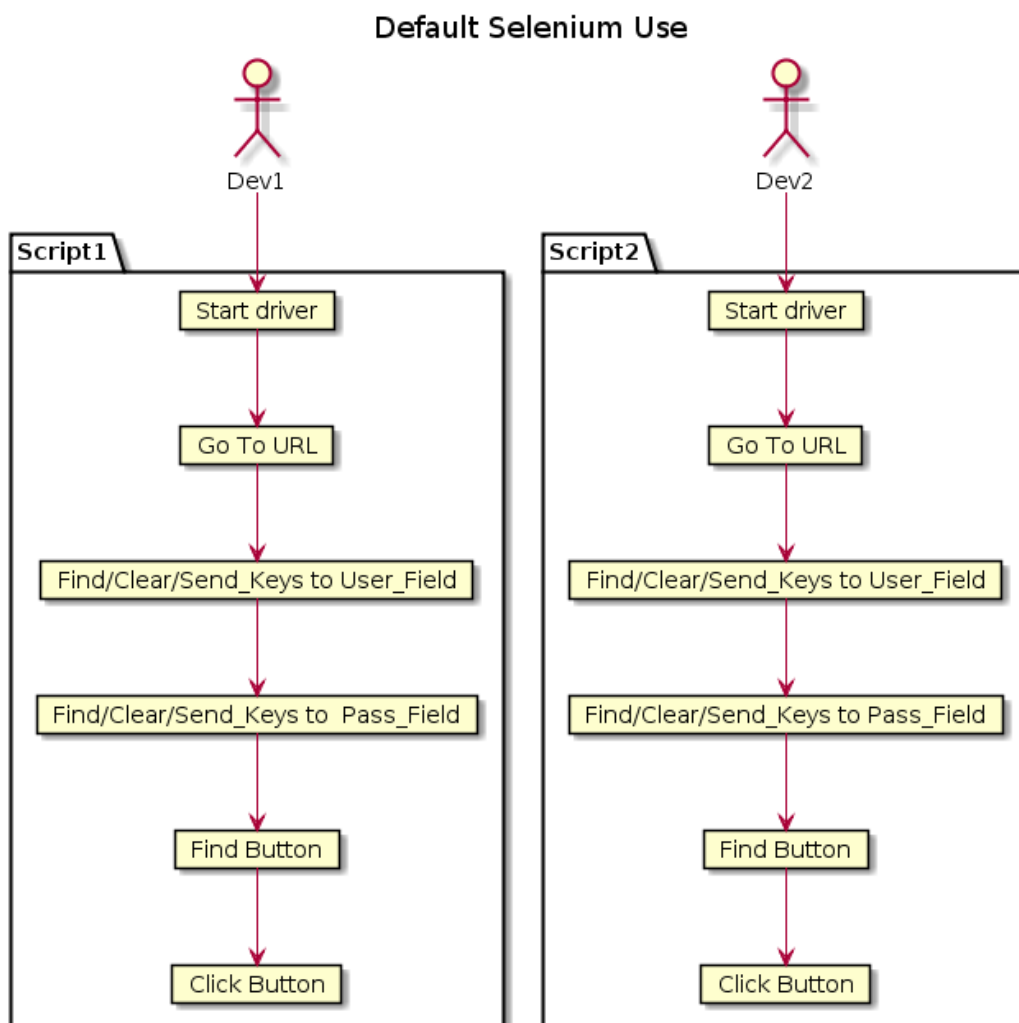 Default Selenium Use
Dev1
Dev2
Script1
Script2
Start driver
Start driver
Go To URL
Go To URL
Find/Clear/Send_Keys to User_Field
Find/Clear/Send_Keys to User_Field
Find/Clear/Send_Keys to  Pass_Field
Find/Clear/Send_Keys to Pass_Field
Find Button
Find Button
Click Button
Click Button